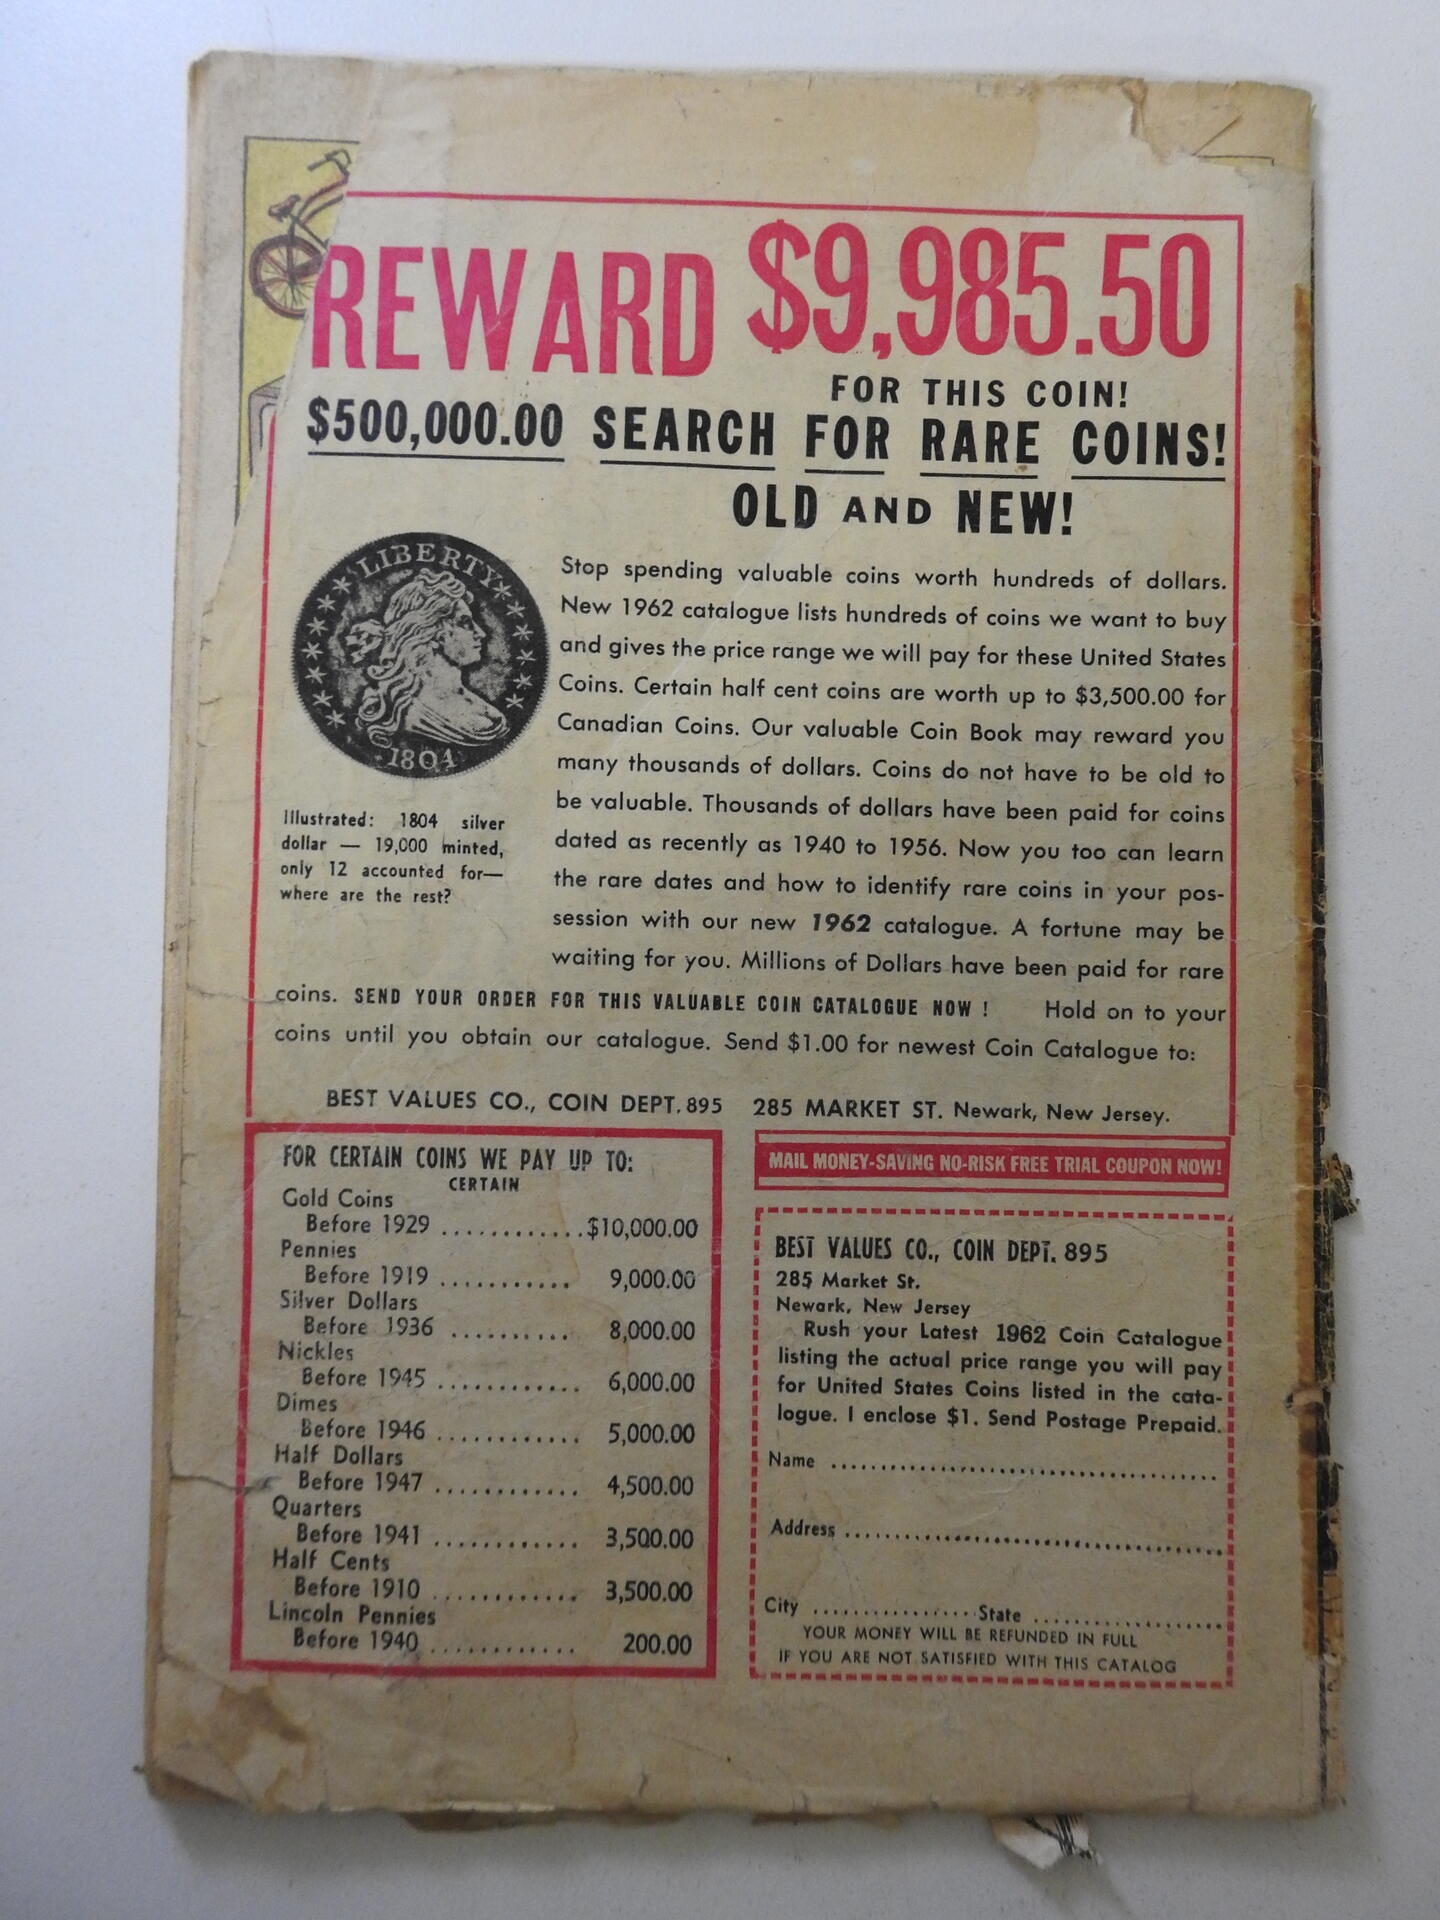 REWARD $9,985.50
FOR THIS COIN!
$500,000.00 SEARCH FOR RARE COINS!
OLD AND NEW!
LIBERTY
1804
Illustrated: 1804 silver
dollar — 19,000 minted,
only 12 accounted for—
where are the rest?
Stop spending valuable coins worth hundreds of dollars.
New 1962 catalogue lists hundreds of coins we want to buy
and gives the price range we will pay for these United States
Coins. Certain half cent coins are worth up to $3,500.00 for
Canadian Coins. Our valuable Coin Book may reward you
many thousands of dollars. Coins do not have to be old to
be valuable. Thousands of dollars have been paid for coins
dated as recently as 1940 to 1956. Now you too can learn
the rare dates and how to identify rare coins in your pos-
session with our new 1962 catalogue. A fortune may be
waiting for you. Millions of Dollars have been paid for rare
coins. SEND YOUR ORDER FOR THIS VALUABLE COIN CATALOGUE NOW ! Hold on to your
coins until you obtain our catalogue. Send $1.00 for newest Coin Catalogue to:
BEST VALUES CO., COIN DEPT. 895 285 MARKET ST. Newark, New Jersey.
FOR CERTAIN COINS WE PAY UP TO:
CERTAIN
Gold Coins
Before 1929 ............$10,000.00
Pennies
Before 1919 ........... 9,000.00
Silver Dollars
Before 1936 .......... 8,000.00
Nickles
Before 1945 ............ 6,000.00
Dimes
Before 1946 ............ 5,000.00
Half Dollars
Before 1947 ............ 4,500.00
Quarters
Before 1941 ............ 3,500.00
Half Cents
Before 1910 ............ 3,500.00
Lincoln Pennies
Before 1940 ............ 200.00
MAIL MONEY-SAVING NO-RISK FREE TRIAL COUPON NOW!
BEST VALUES CO., COIN DEPT. 895
285 Market St.
Newark, New Jersey
Rush your Latest 1962 Coin Catalogue
listing the actual price range you will pay
for United States Coins listed in the cata-
logue. I enclose $1. Send Postage Prepaid.
Name ........................................
Address ........................................
City ................State ....................
YOUR MONEY WILL BE REFUNDED IN FULL
IF YOU ARE NOT SATISFIED WITH THIS CATALOG